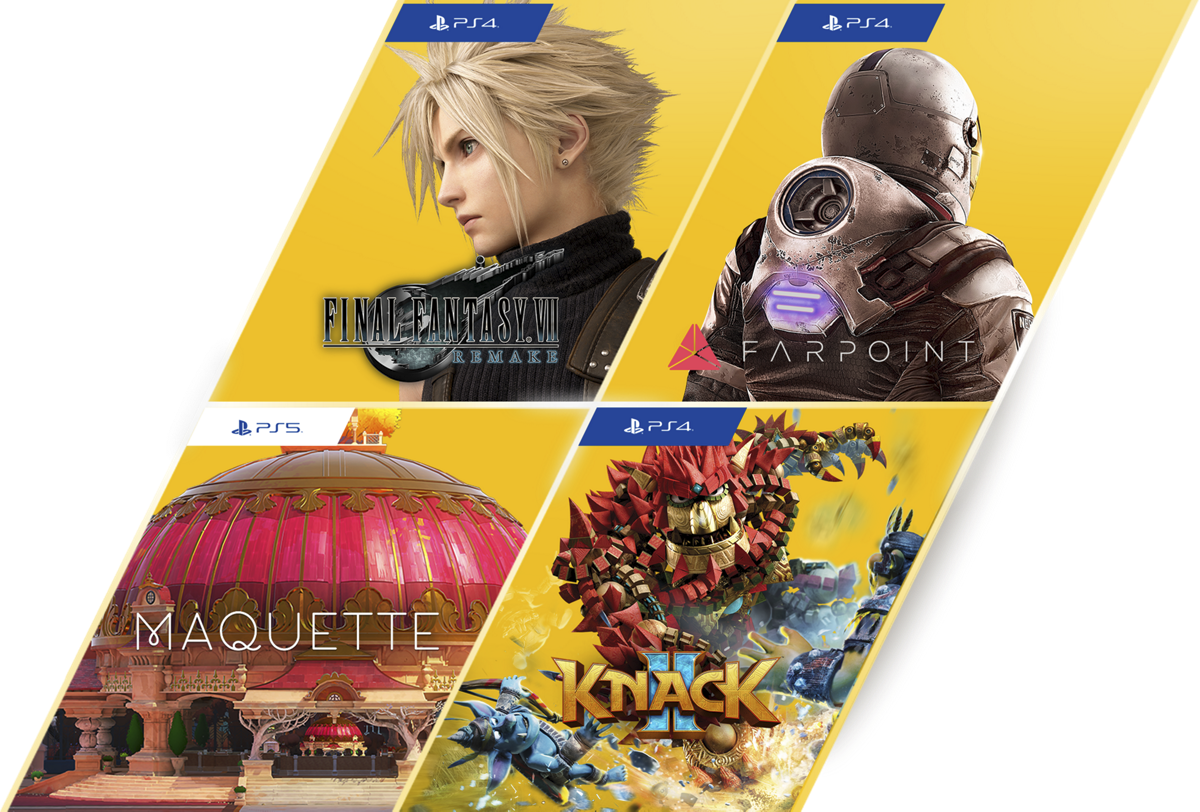 PS4
PS4
FINAL FANTASY. VII
REMAKE
FARPOINT
PS5
PS4
MAQUETTE
KNACK
II